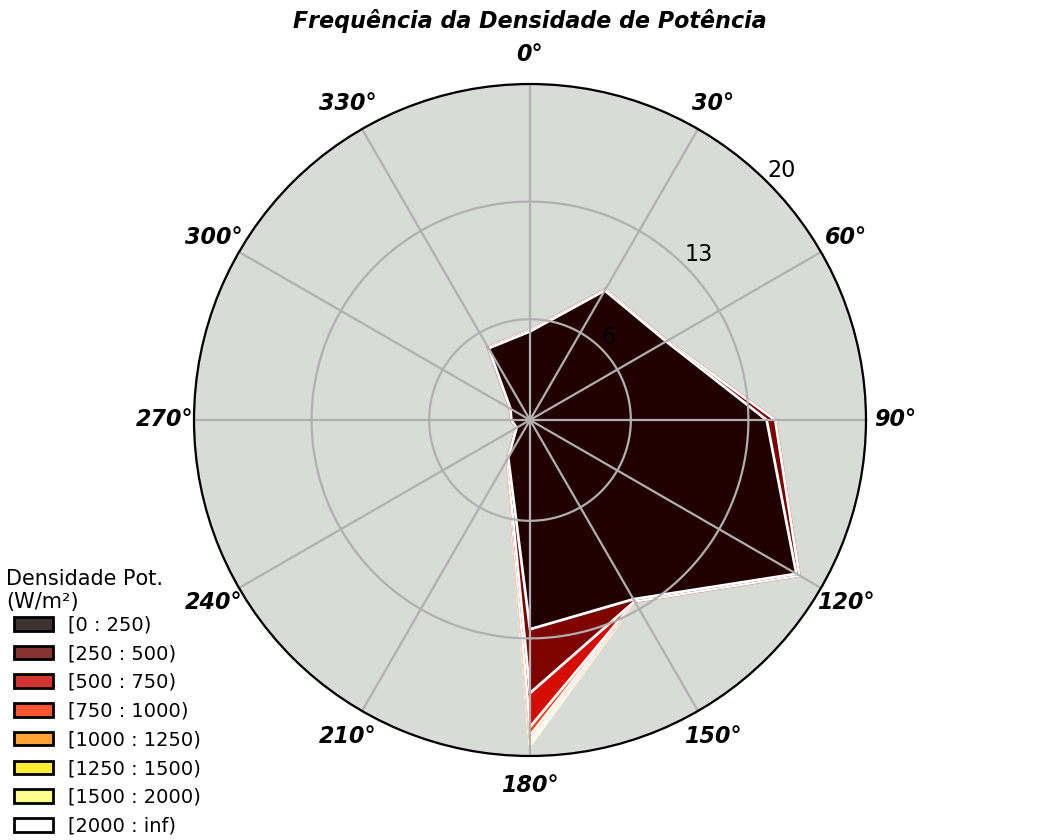 Frequência da Densidade de Potência
0°
330°
30°
20
300°
60°
13
6
270°
90°
240°
120°
210°
150°
180°
Densidade Pot.
(W/m²)
[0 : 250)
[250 : 500)
[500 : 750)
[750 : 1000)
[1000 : 1250)
[1250 : 1500)
[1500 : 2000)
[2000 : inf)